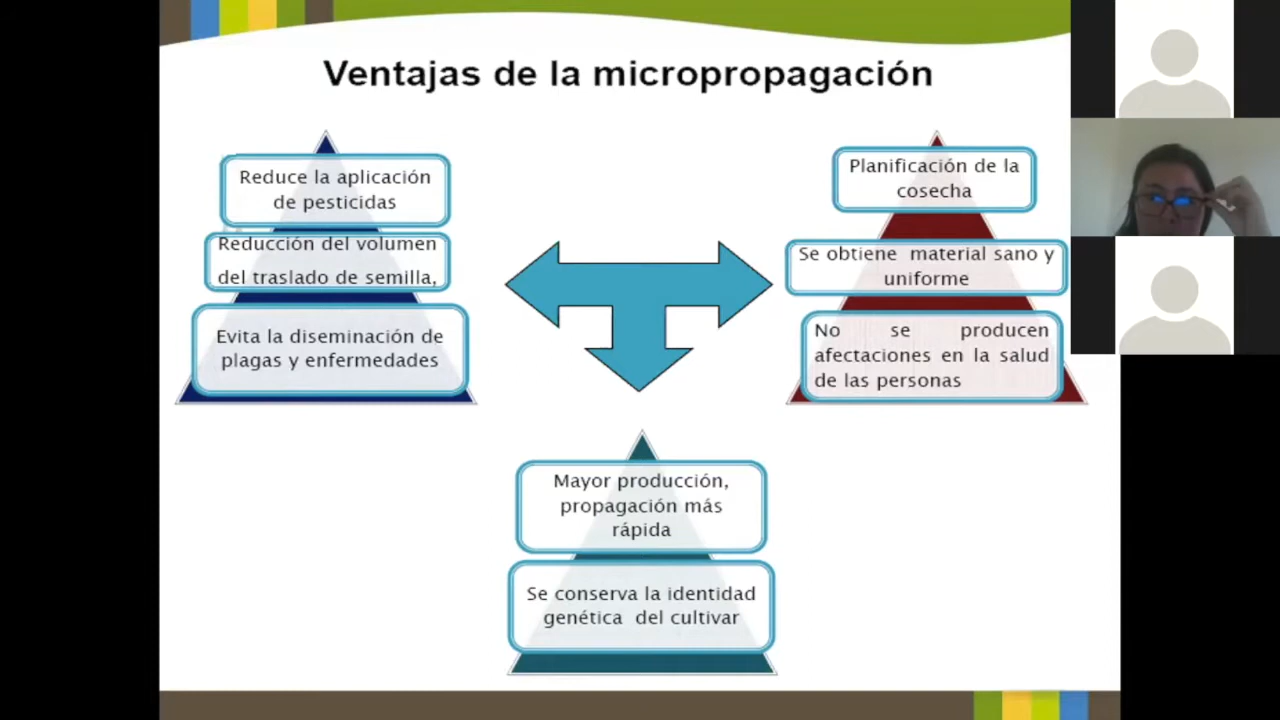 Ventajas de la micropropagación
Reduce la aplicación
de pesticidas
Reducción del volumen
del traslado de semilla,
Evita la diseminación de
plagas y enfermedades
Planificación de la
cosecha
Se obtiene material sano y
uniforme
No se producen
afectaciones en la salud
de las personas
Mayor producción,
propagación más
rápida
Se conserva la identidad
genética del cultivar